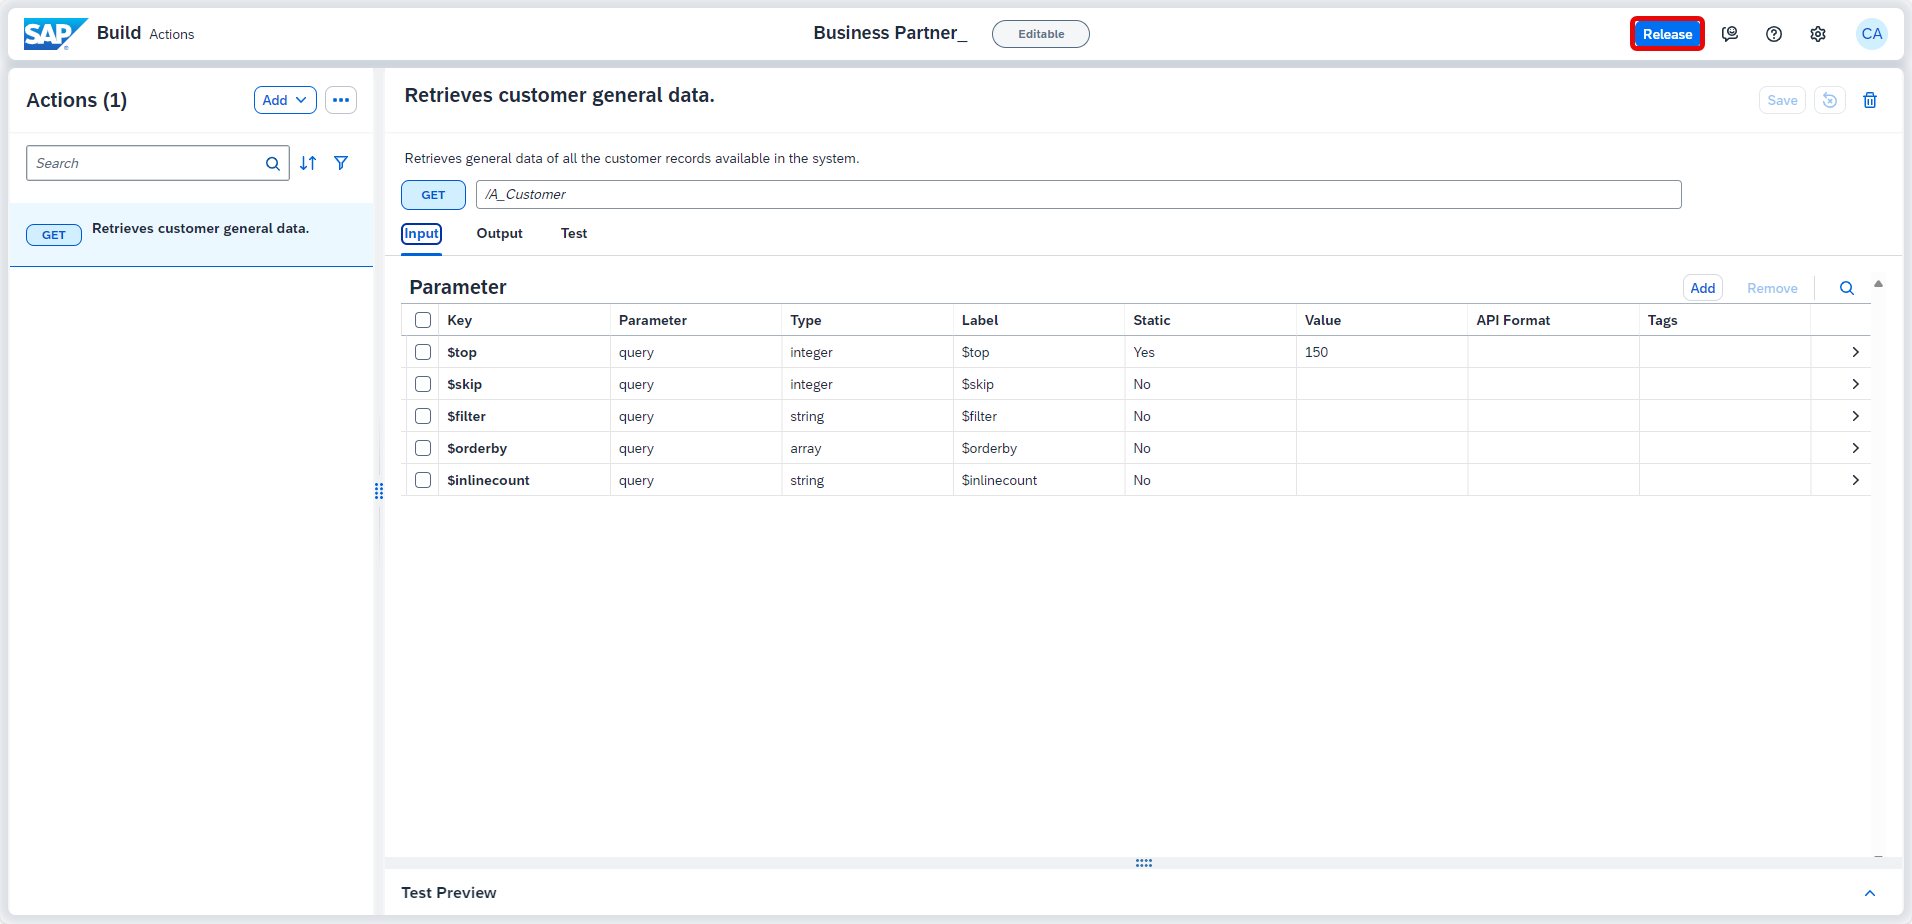 SAP Build Actions Business Partner_ Editable Release CA
Actions (1) Add
Search
GET Retrieves customer general data.
Retrieves customer general data. Save
Retrieves general data of all the customer records available in the system.
GET /A_Customer
Input Output Test
Parameter Add Remove
Key Parameter Type Label Static Value API Format Tags
$top query integer $top Yes 150
$skip query integer $skip No
$filter query string $filter No
$orderby query array $orderby No
$inlinecount query string $inlinecount No
Test Preview